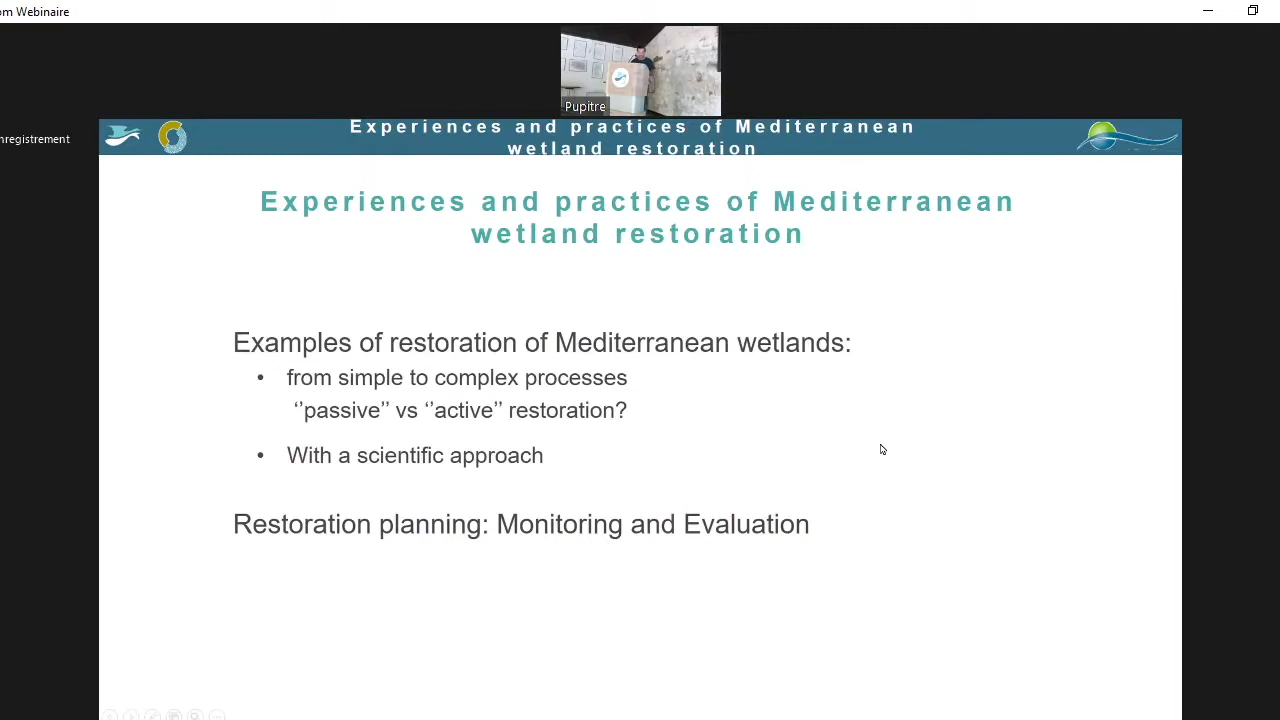 om Webinaire
Pupitre
nregistrement
Experiences and practices of Mediterranean
wetland restoration
Experiences and practices of Mediterranean
wetland restoration
Examples of restoration of Mediterranean wetlands:
• from simple to complex processes
‘’passive’’ vs ‘’active’’ restoration?
• With a scientific approach
Restoration planning: Monitoring and Evaluation